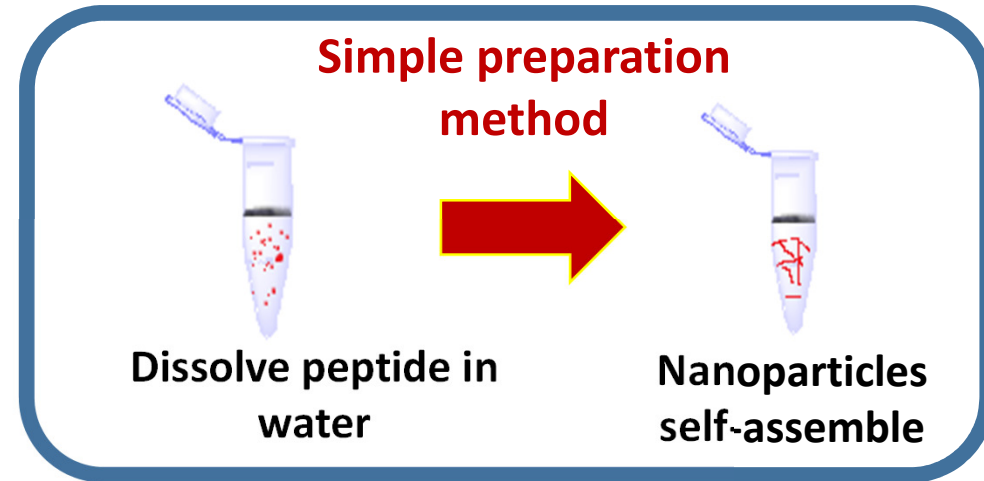 Simple preparation
method
Dissolve peptide in
water
Nanoparticles
self-assemble